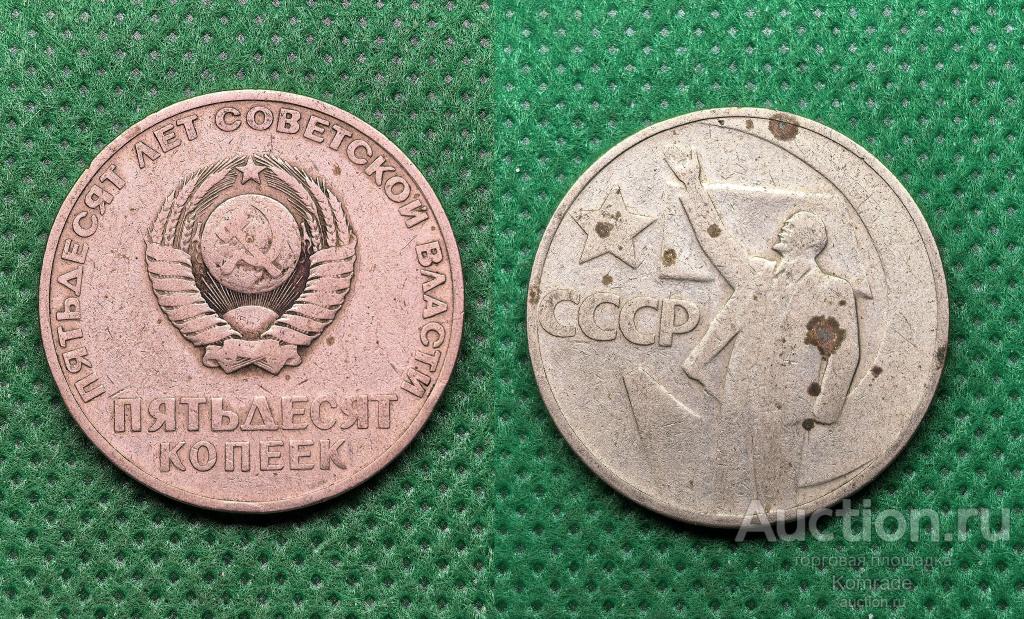 ПЯТЬДЕСЯТ ЛЕТ СОВЕТСКОЙ ВЛАСТИ
ПЯТЬДЕСЯТ
КОПЕЕК
СССР
Auction.ru
торговая площадка
Komrade
auction.ru